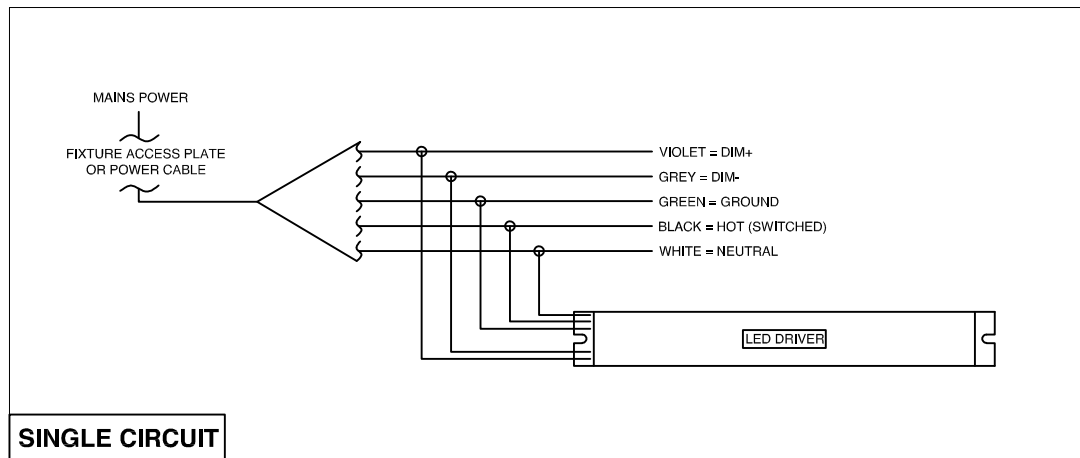 MAINS POWER
FIXTURE ACCESS PLATE
OR POWER CABLE
VIOLET = DIM+
GREY = DIM-
GREEN = GROUND
BLACK = HOT (SWITCHED)
WHITE = NEUTRAL
LED DRIVER
SINGLE CIRCUIT